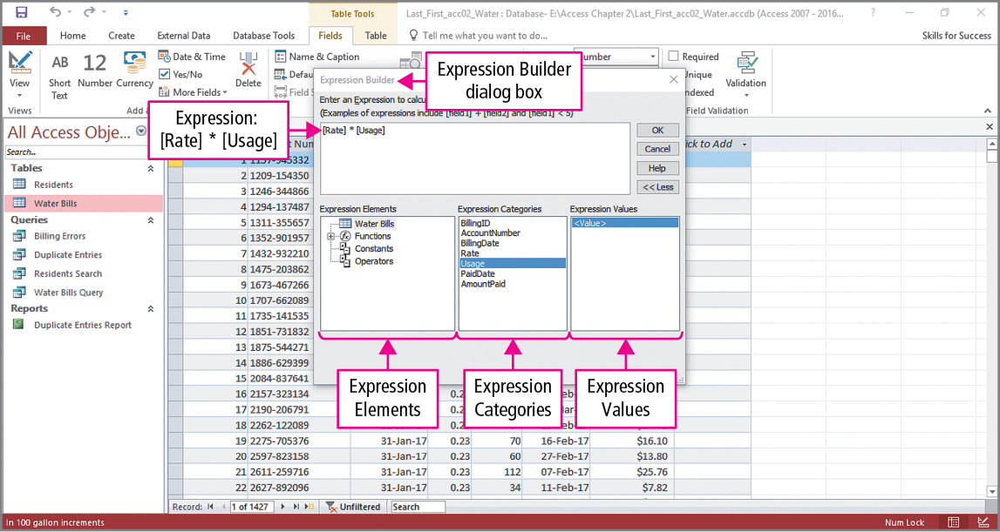 Table Tools
Last_First_acc02_Water : Database- E:\Access Chapter 2\Last_First_acc02_Water.accdb (Access 2007 - 2016...
?
File
Home
Create
External Data
Database Tools
Fields
Table
Tell me what you want to do...
Skills for Success
View
AB
Short
Text
12
Number
Currency
Date & Time
Yes/No
More Fields
Delete
Name & Caption
Defau
Field S
umber
Required
nique
ndexed
Validation
Views
Add &
Field Validation
Expression Builder
dialog box
Expression:
[Rate] * [Usage]
Expression Builder
Enter an Expression to calcu
(Examples of expressions include [field1] + [field2] and [field1] < 5)
[Rate] * [Usage]
OK
Cancel
Help
<< Less
Expression Elements
Water Bills
Functions
Constants
Operators
Expression Categories
BillingID
AccountNumber
BillingDate
Rate
Usage
PaidDate
AmountPaid
Expression Values
<Value>
Expression
Elements
Expression
Categories
Expression
Values
All Access Obje...
Search...
Tables
Residents
Water Bills
Queries
Billing Errors
Duplicate Entries
Residents Search
Water Bills Query
Reports
Duplicate Entries Report
t Num
ick to Add
1 1157-945332
2 1209-154350
3 1246-344866
4 1294-137487
5 1311-355657
6 1352-901957
7 1432-932210
8 1475-203862
9 1673-467266
10 1707-662089
11 1735-141535
12 1851-731832
13 1875-544271
14 1886-629399
15 2084-837641
16 2157-323134
17 2190-206791
18 2262-122089
19 2275-705376 31-Jan-17 0.23 70 16-Feb-17 $16.10
20 2597-823158 31-Jan-17 0.23 60 27-Feb-17 $13.80
21 2611-259716 31-Jan-17 0.23 112 07-Feb-17 $25.76
22 2627-892096 31-Jan-17 0.23 34 11-Feb-17 $7.82
Record:
1 of 1427
Unfiltered
Search
In 100 gallon increments
Num Lock